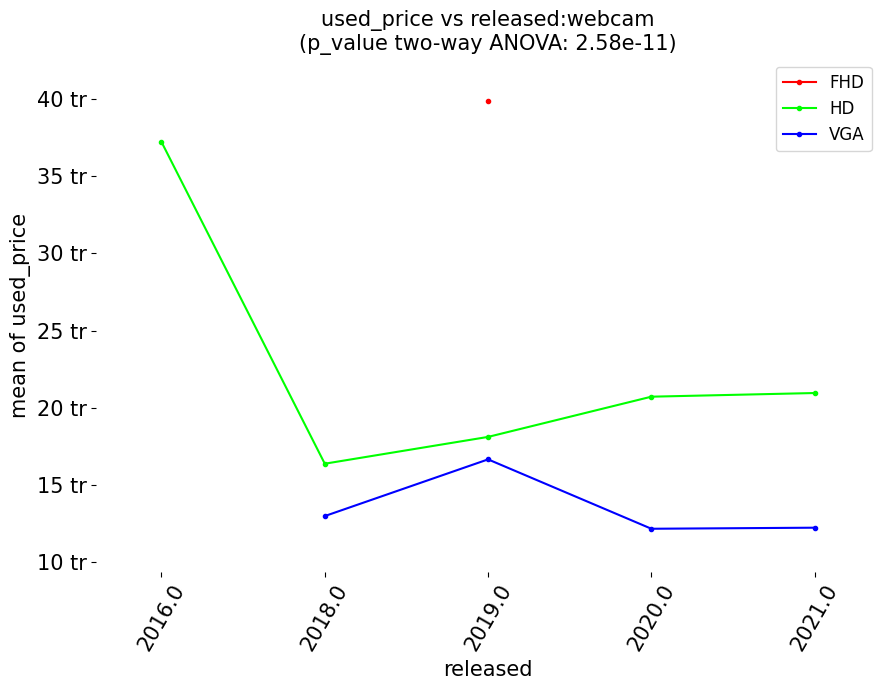 used_price vs released:webcam
(p_value two-way ANOVA: 2.58e-11)
FHD
HD
VGA
40 tr
35 tr
30 tr
25 tr
20 tr
15 tr
10 tr
mean of used_price
2016.0
2018.0
2019.0
2020.0
2021.0
released